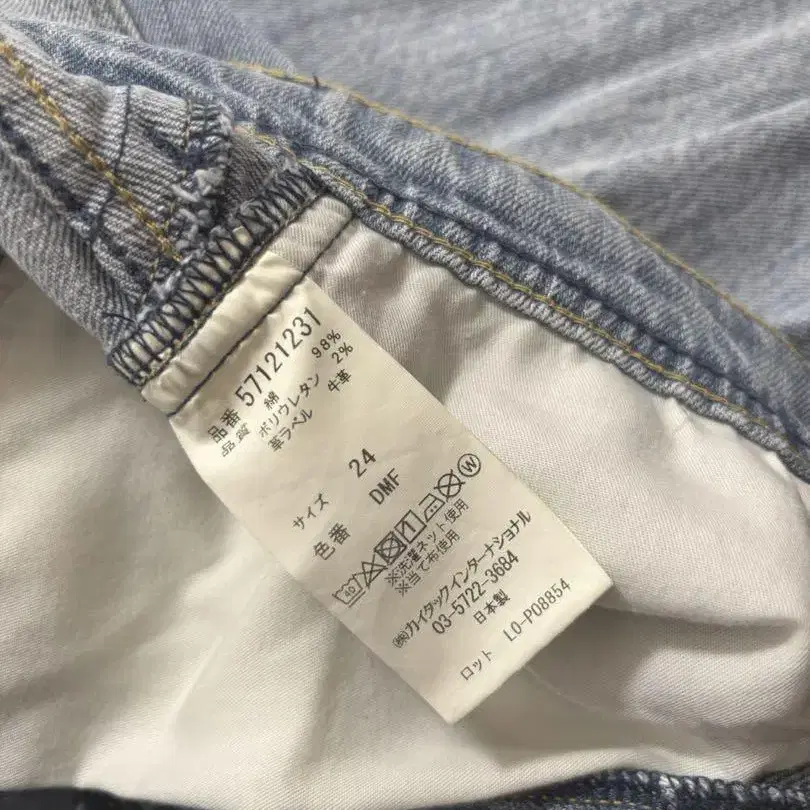 品番 57121231
品質 綿 98%
ポリウレタン 2%
革ラベル 牛革
サイズ 24
色番 DMF
40 W
※洗濯ネット使用
※当て布使用
㈱カイタックインターナショナル
03-5722-3684
日本製
ロット LO-P08854